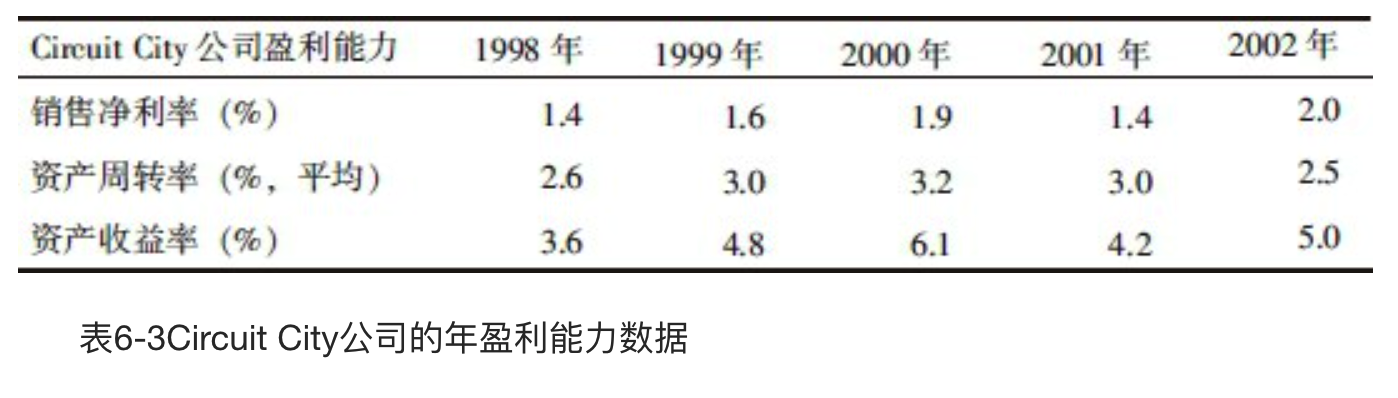 Circuit City 公司盈利能力 1998 年 1999 年 2000 年 2001 年 2002 年
销售净利率（%） 1.4 1.6 1.9 1.4 2.0
资产周转率（%，平均） 2.6 3.0 3.2 3.0 2.5
资产收益率（%） 3.6 4.8 6.1 4.2 5.0
表6-3Circuit City公司的年盈利能力数据